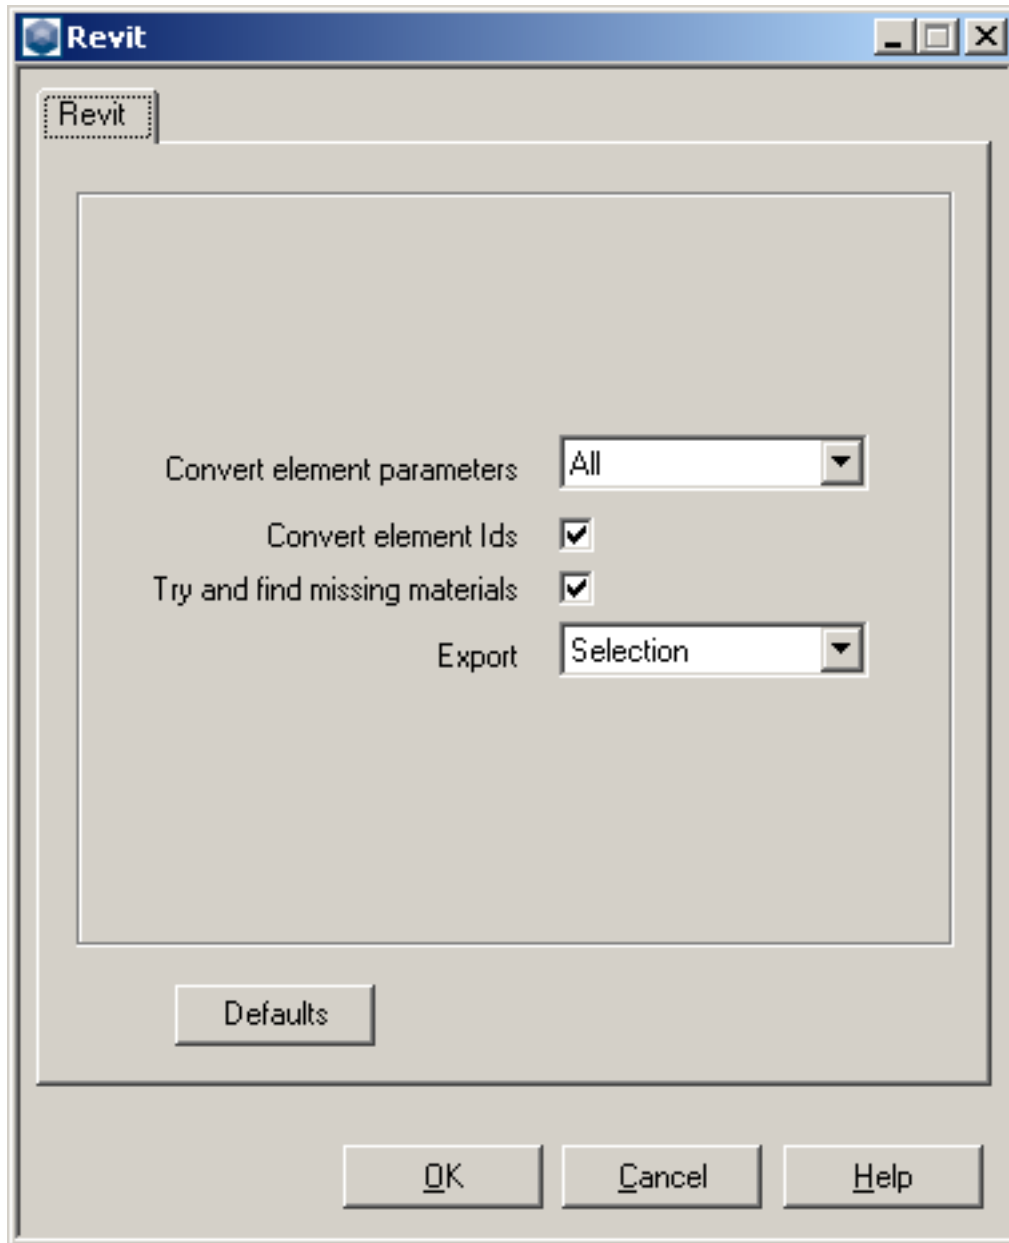 Revit
Revit
Convert element parameters All
Convert element Ids
Try and find missing materials
Export Selection
Defaults
OK Cancel Help